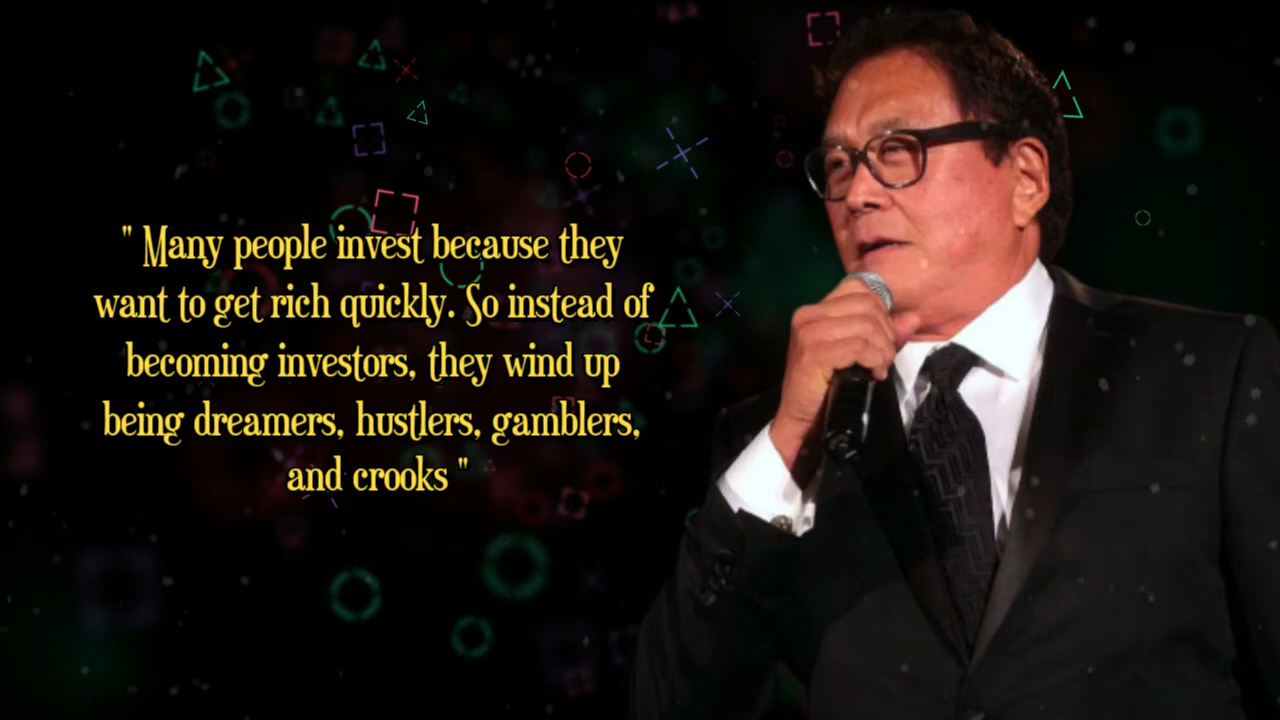 " Many people invest because they
want to get rich quickly. So instead of
becoming investors, they wind up
being dreamers, hustlers, gamblers,
and crooks "